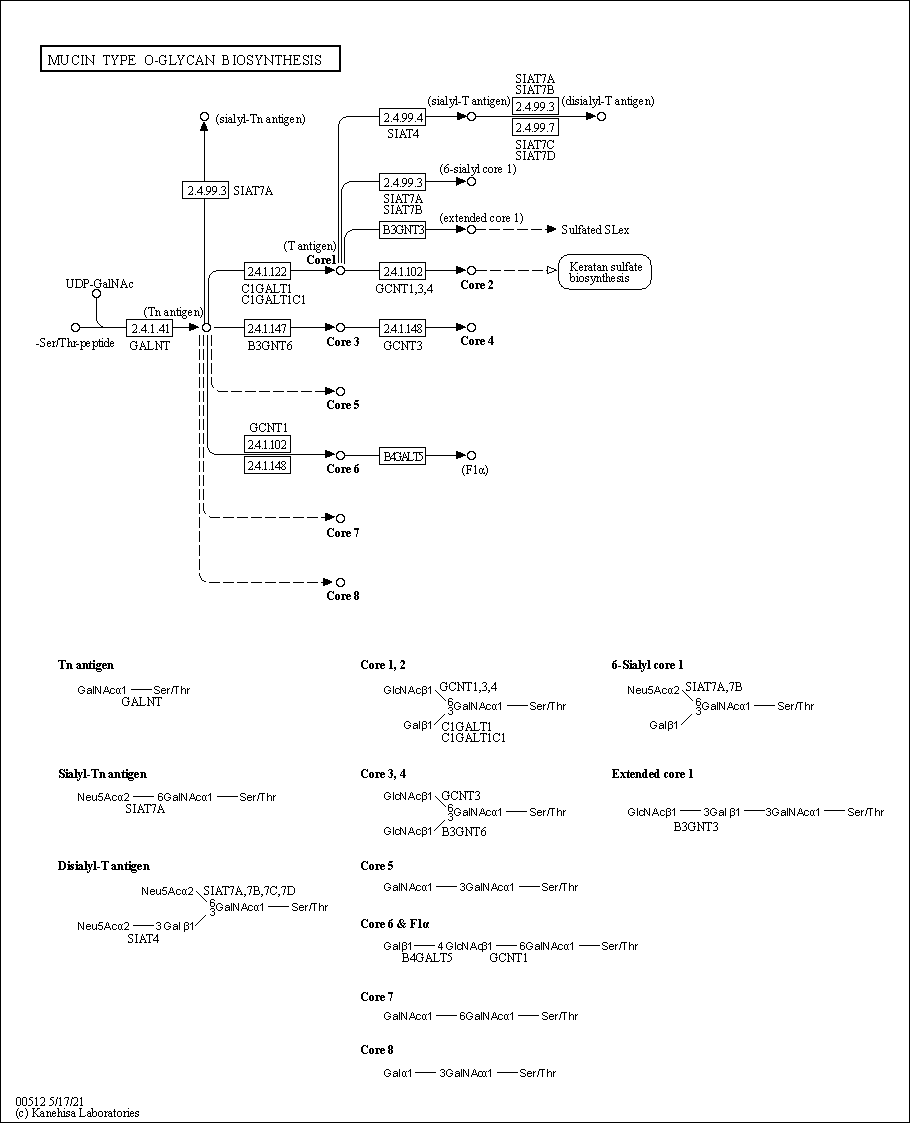 MUCIN TYPE O-GLYCAN BIOSYNTHESIS
SIAT7A
SIAT7B
(sialyl-T antigen)
2.4.99.3
(disialyl-T antigen)
(sialyl-Tn antigen)
2.4.99.4
SIAT4
2.4.99.7
SIAT7C
SIAT7D
(6-sialyl core 1)
2.4.99.3
SIAT7A
2.4.99.3
SIAT7A
SIAT7B
(extended core 1)
B3GNT3
Sulfated SLex
(T antigen)
Core1
2.4.1.122
C1GALT1
C1GALT1C1
2.4.1.102
GCNT1,3,4
Core 2
Keratan sulfate
biosynthesis
UDP-GalNAc
(Tn antigen)
-Ser/Thr-peptide
2.4.1.41
GALNT
2.4.1.147
B3GNT6
Core 3
2.4.1.148
GCNT3
Core 4
Core 5
GCNT1
2.4.1.102
2.4.1.148
Core 6
B4GALT5
(F1α)
Core 7
Core 8
Tn antigen
GalNAcα1 Ser/Thr
GALNT
Sialyl-Tn antigen
Neu5Acα2 6GalNAcα1 Ser/Thr
SIAT7A
Disialyl-T antigen
Neu5Acα2 SIAT7A,7B,7C,7D
6
3GalNAcα1 Ser/Thr
Neu5Acα2 3 Gal β1
SIAT4
Core 1, 2
GlcNAcβ1 GCNT1,3,4
6
3GalNAcα1 Ser/Thr
Galβ1 C1GALT1
C1GALT1C1
Core 3, 4
GlcNAcβ1 GCNT3
6
3GalNAcα1 Ser/Thr
GlcNAcβ1 B3GNT6
Core 5
GalNAcα1 3GalNAcα1 Ser/Thr
Core 6 & F1α
Galβ1 4 GlcNAcβ1 6GalNAcα1 Ser/Thr
B4GALT5 GCNT1
Core 7
GalNAcα1 6GalNAcα1 Ser/Thr
Core 8
Galα1 3GalNAcα1 Ser/Thr
6-Sialyl core 1
Neu5Acα2 SIAT7A,7B
6
3GalNAcα1 Ser/Thr
Galβ1
Extended core 1
GlcNAcβ1 3Gal β1 3GalNAcα1 Ser/Thr
B3GNT3
00512 5/17/21
(c) Kanehisa Laboratories